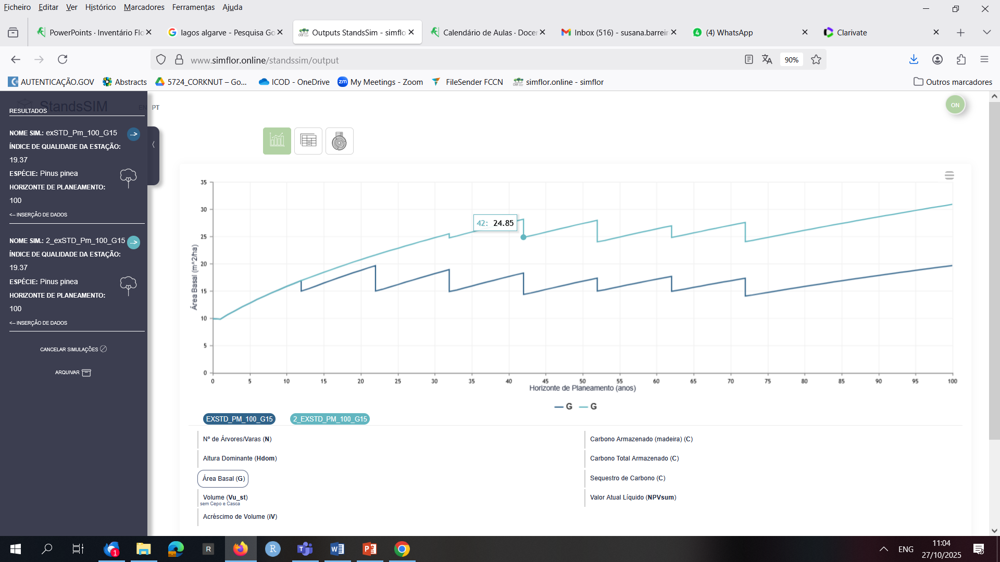 Ficheiro Editar Ver Histórico Marcadores Ferramentas Ajuda
PowerPoints · Inventário Flo
lagos algarve - Pesquisa Go
Outputs StandsSim - simflo
Calendário de Aulas · Docer
Inbox (516) - susana.barreir
(4) WhatsApp
Clarivate
www.simflor.online/standssim/output
90%
AUTENTICAÇÃO.GOV
Abstracts
5724_CORKNUT – Go...
ICOD - OneDrive
zm My Meetings - Zoom
FileSender FCCN
simflor.online - simflor
Outros marcadores
StandsSIM
EN PT
ON
RESULTADOS
NOME SIM.: exSTD_Pm_100_G15 -->
ÍNDICE DE QUALIDADE DA ESTAÇÃO:
19.37
ESPÉCIE: Pinus pinea
HORIZONTE DE PLANEAMENTO:
100
<-- INSERÇÃO DE DADOS
NOME SIM.: 2_exSTD_Pm_100_G15 -->
ÍNDICE DE QUALIDADE DA ESTAÇÃO:
19.37
ESPÉCIE: Pinus pinea
HORIZONTE DE PLANEAMENTO:
100
<-- INSERÇÃO DE DADOS
CANCELAR SIMULAÇÕES
ARQUIVAR
Área Basal (m^2/ha)
35
30
25
20
15
10
5
0
42: 24.85
0 5 10 15 20 25 30 35 40 45 50 55 60 65 70 75 80 85 90 95 100
Horizonte de Planeamento (anos)
G G
EXSTD_PM_100_G15 2_EXSTD_PM_100_G15
Nº de Árvores/Varas (N)
Altura Dominante (Hdom)
Área Basal (G)
Volume (Vu_st)
sem Cepo e Casca
Acréscimo de Volume (iV)
Carbono Armazenado (madeira) (C)
Carbono Total Armazenado (C)
Sequestro de Carbono (C)
Valor Atual Líquido (NPVsum)
1
R
R
ENG
11:04
27/10/2025